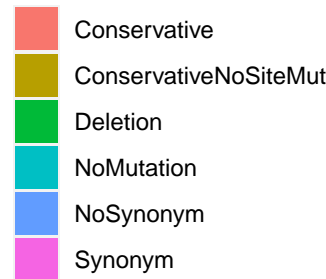 Conservative
ConservativeNoSiteMut
Deletion
NoMutation
NoSynonym
Synonym